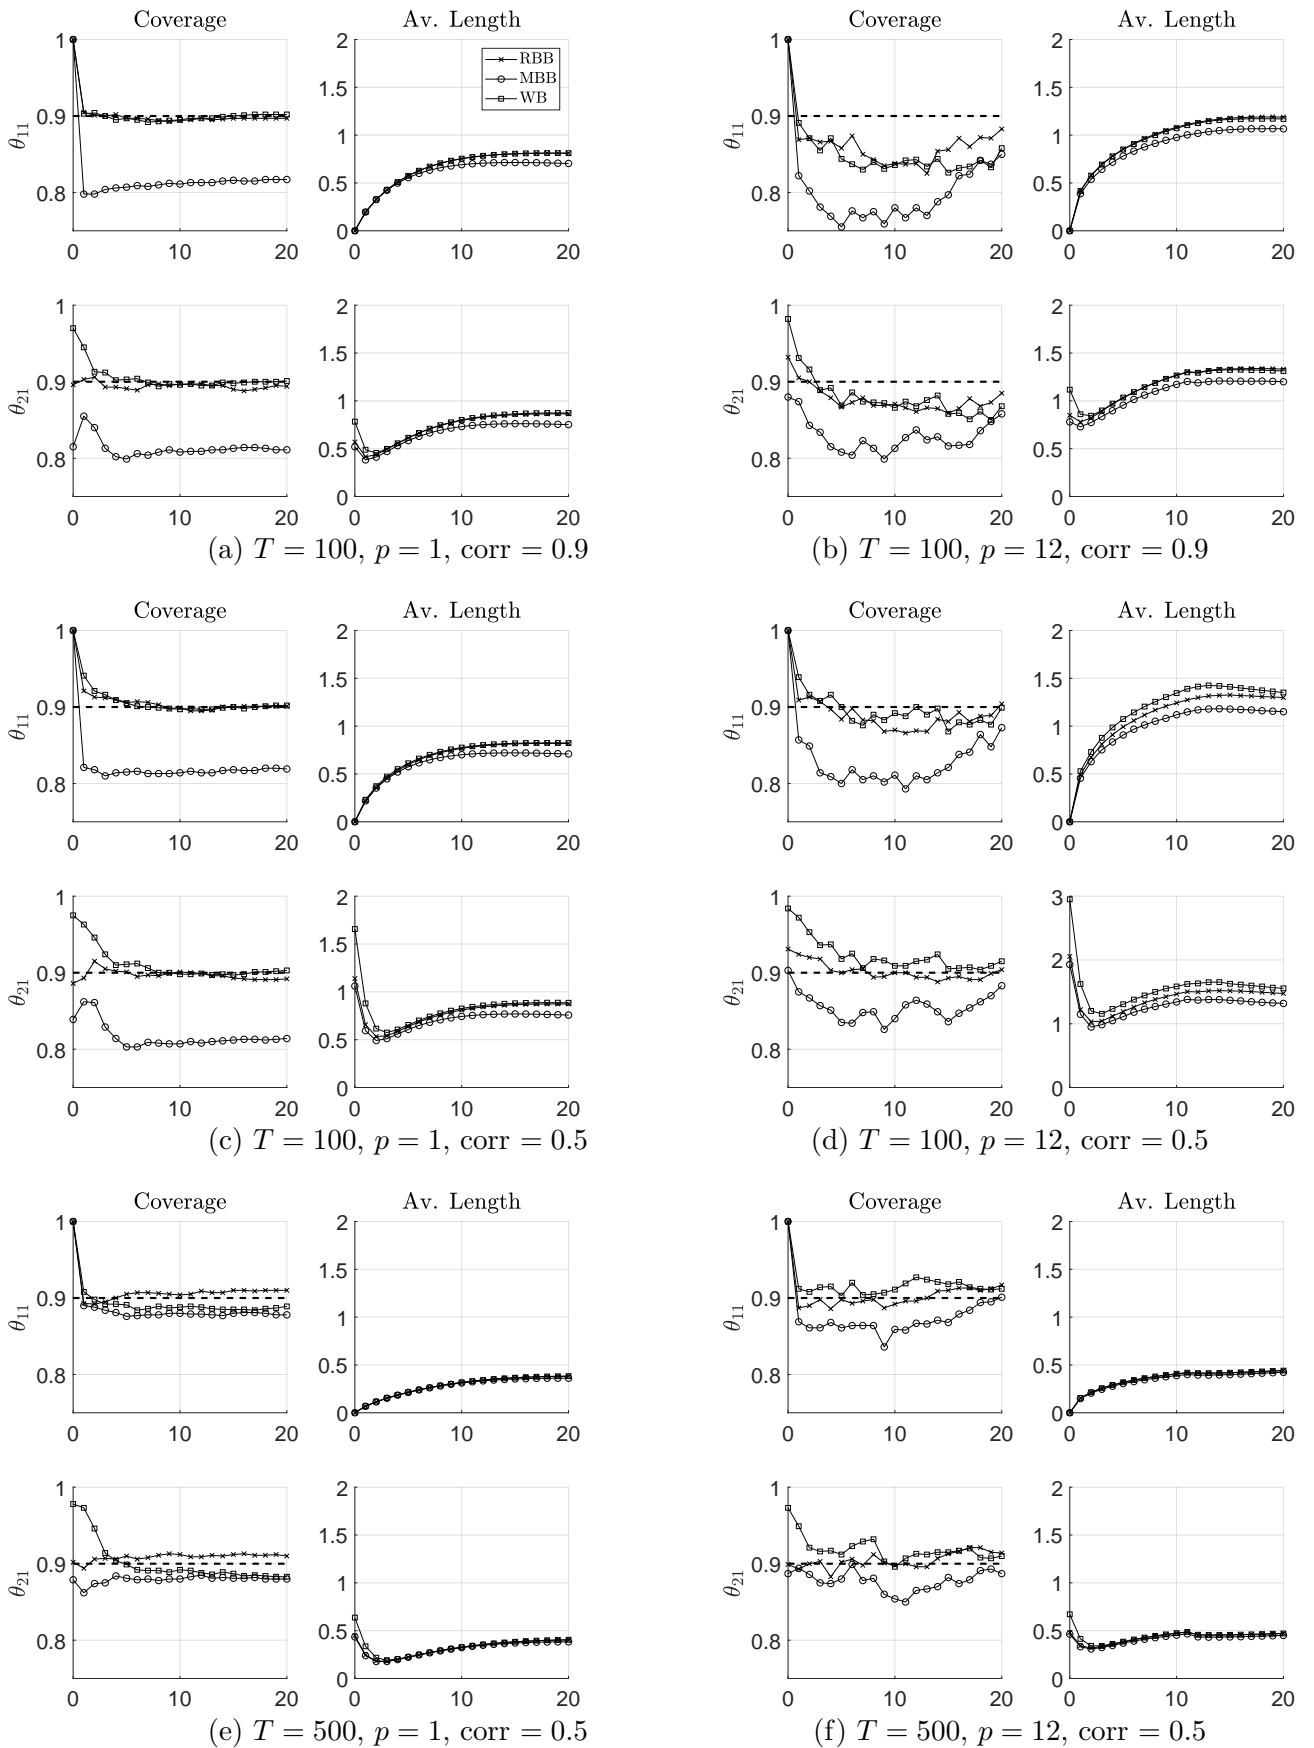 Coverage
1
0.9
0.8
θ11
0 10 20
Av. Length
2
1.5
1
0.5
0
0 10 20
RBB
MBB
WB
1
0.9
0.8
θ21
0 10 20
2
1.5
1
0.5
0
0 10 20
(a) T = 100, p = 1, corr = 0.9
Coverage
1
0.9
0.8
θ11
0 10 20
Av. Length
2
1.5
1
0.5
0
0 10 20
1
0.9
0.8
θ21
0 10 20
2
1.5
1
0.5
0
0 10 20
(b) T = 100, p = 12, corr = 0.9
Coverage
1
0.9
0.8
θ11
0 10 20
Av. Length
2
1.5
1
0.5
0
0 10 20
1
0.9
0.8
θ21
0 10 20
2
1.5
1
0.5
0
0 10 20
(c) T = 100, p = 1, corr = 0.5
Coverage
1
0.9
0.8
θ11
0 10 20
Av. Length
2
1.5
1
0.5
0
0 10 20
1
0.9
0.8
θ21
0 10 20
3
2
1
0
0 10 20
(d) T = 100, p = 12, corr = 0.5
Coverage
1
0.9
0.8
θ11
0 10 20
Av. Length
2
1.5
1
0.5
0
0 10 20
1
0.9
0.8
θ21
0 10 20
2
1.5
1
0.5
0
0 10 20
(e) T = 500, p = 1, corr = 0.5
Coverage
1
0.9
0.8
θ11
0 10 20
Av. Length
2
1.5
1
0.5
0
0 10 20
1
0.9
0.8
θ21
0 10 20
2
1.5
1
0.5
0
0 10 20
(f) T = 500, p = 12, corr = 0.5